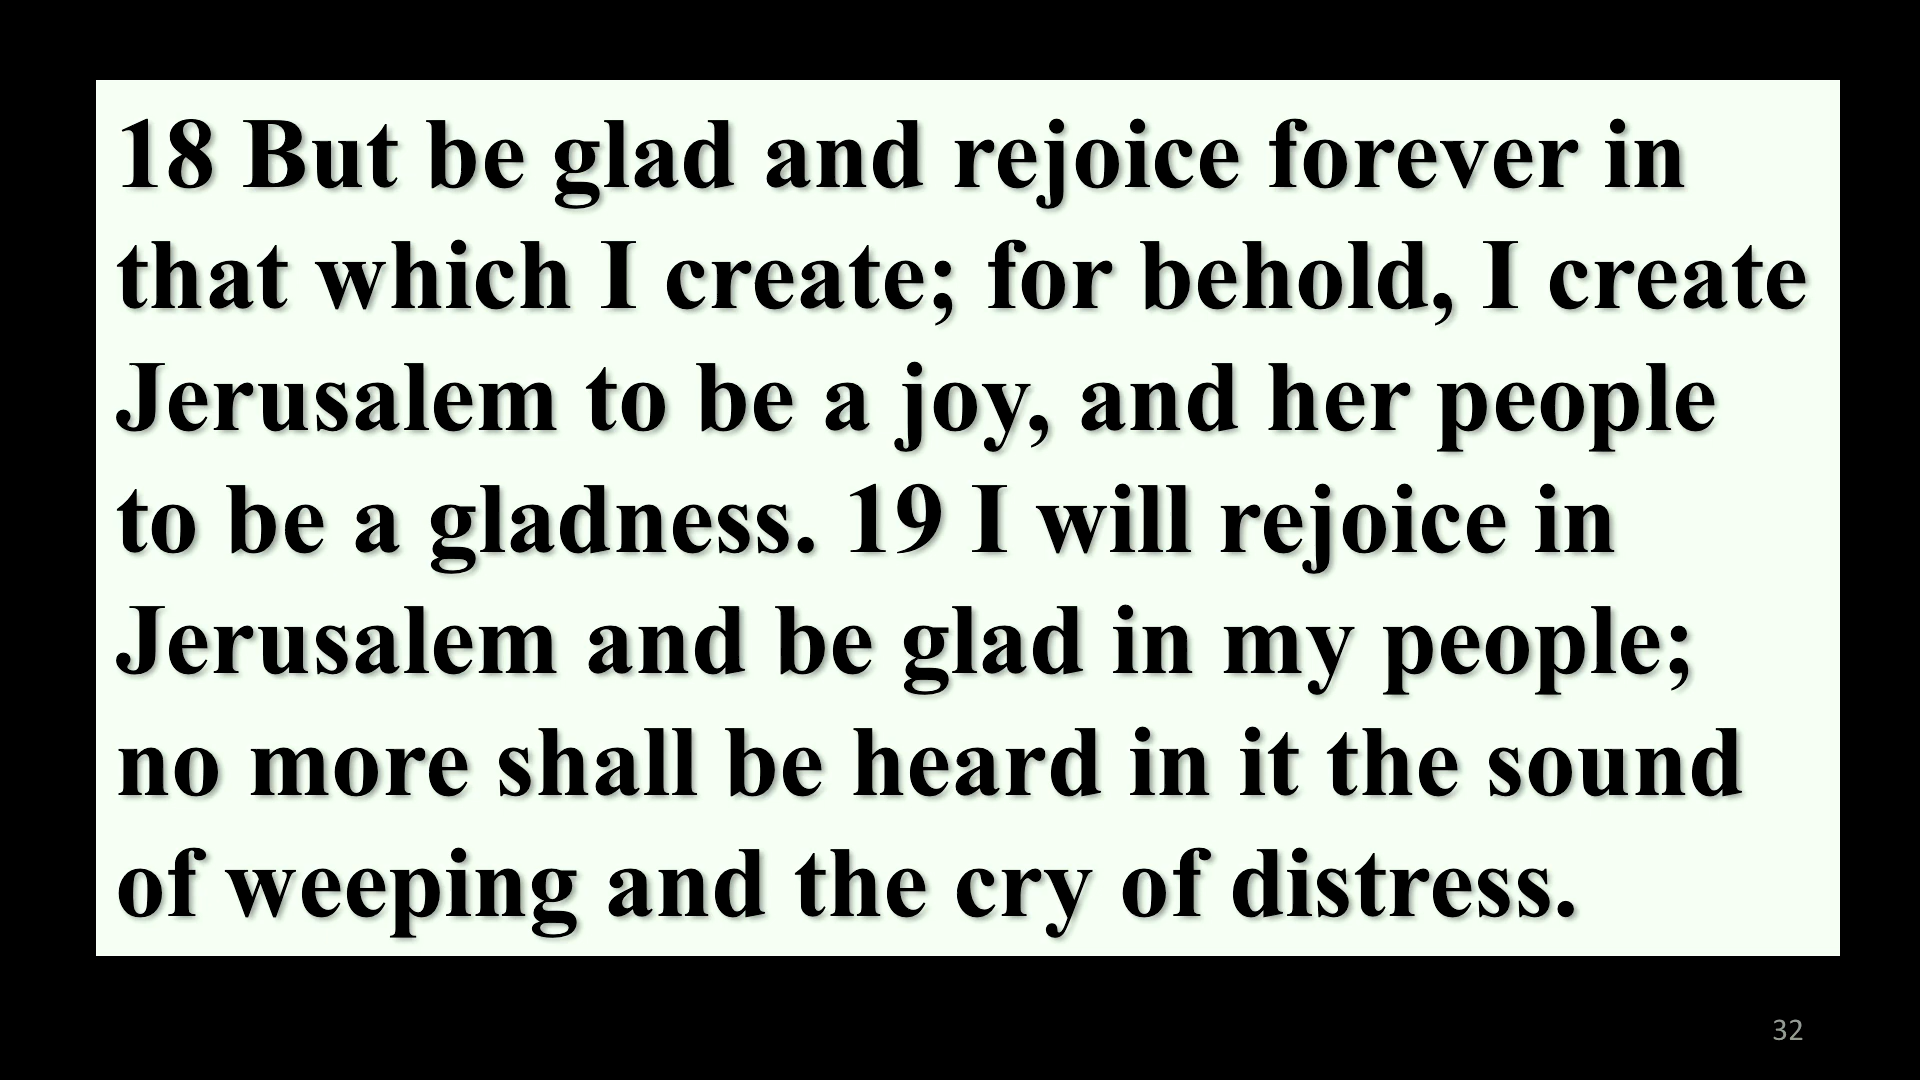 18 But be glad and rejoice forever in
that which I create; for behold, I create
Jerusalem to be a joy, and her people
to be a gladness. 19 I will rejoice in
Jerusalem and be glad in my people;
no more shall be heard in it the sound
of weeping and the cry of distress.
32